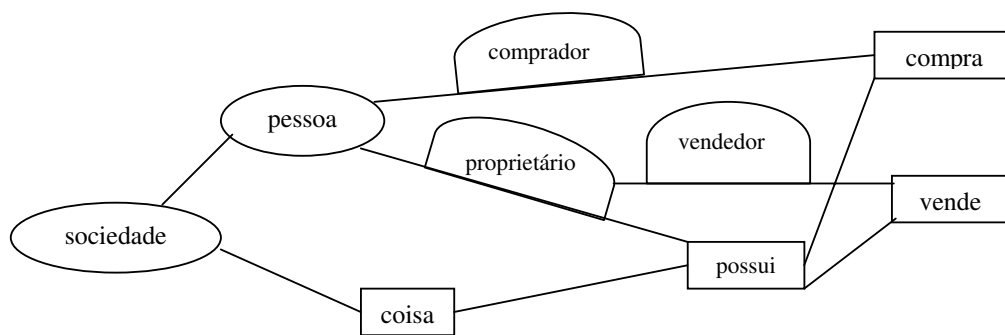 comprador
compra
pessoa
proprietário
vendedor
vende
sociedade
possui
coisa